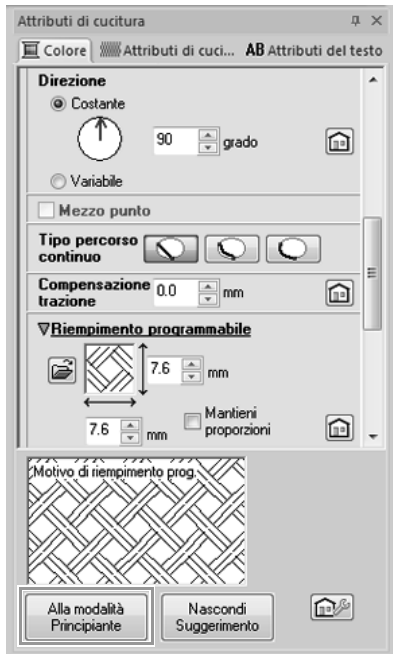 Attributi di cucitura
Colore Attributi di cuci... AB Attributi del testo
Direzione
Costante
90 grado
Variabile
Mezzo punto
Tipo percorso
continuo
Compensazione
trazione 0.0 mm
▽Riempimento programmabile
7.6 mm
7.6 mm Mantieni
proporzioni
Motivo di riempimento prog.
Alla modalità
Principiante
Nascondi
Suggerimento